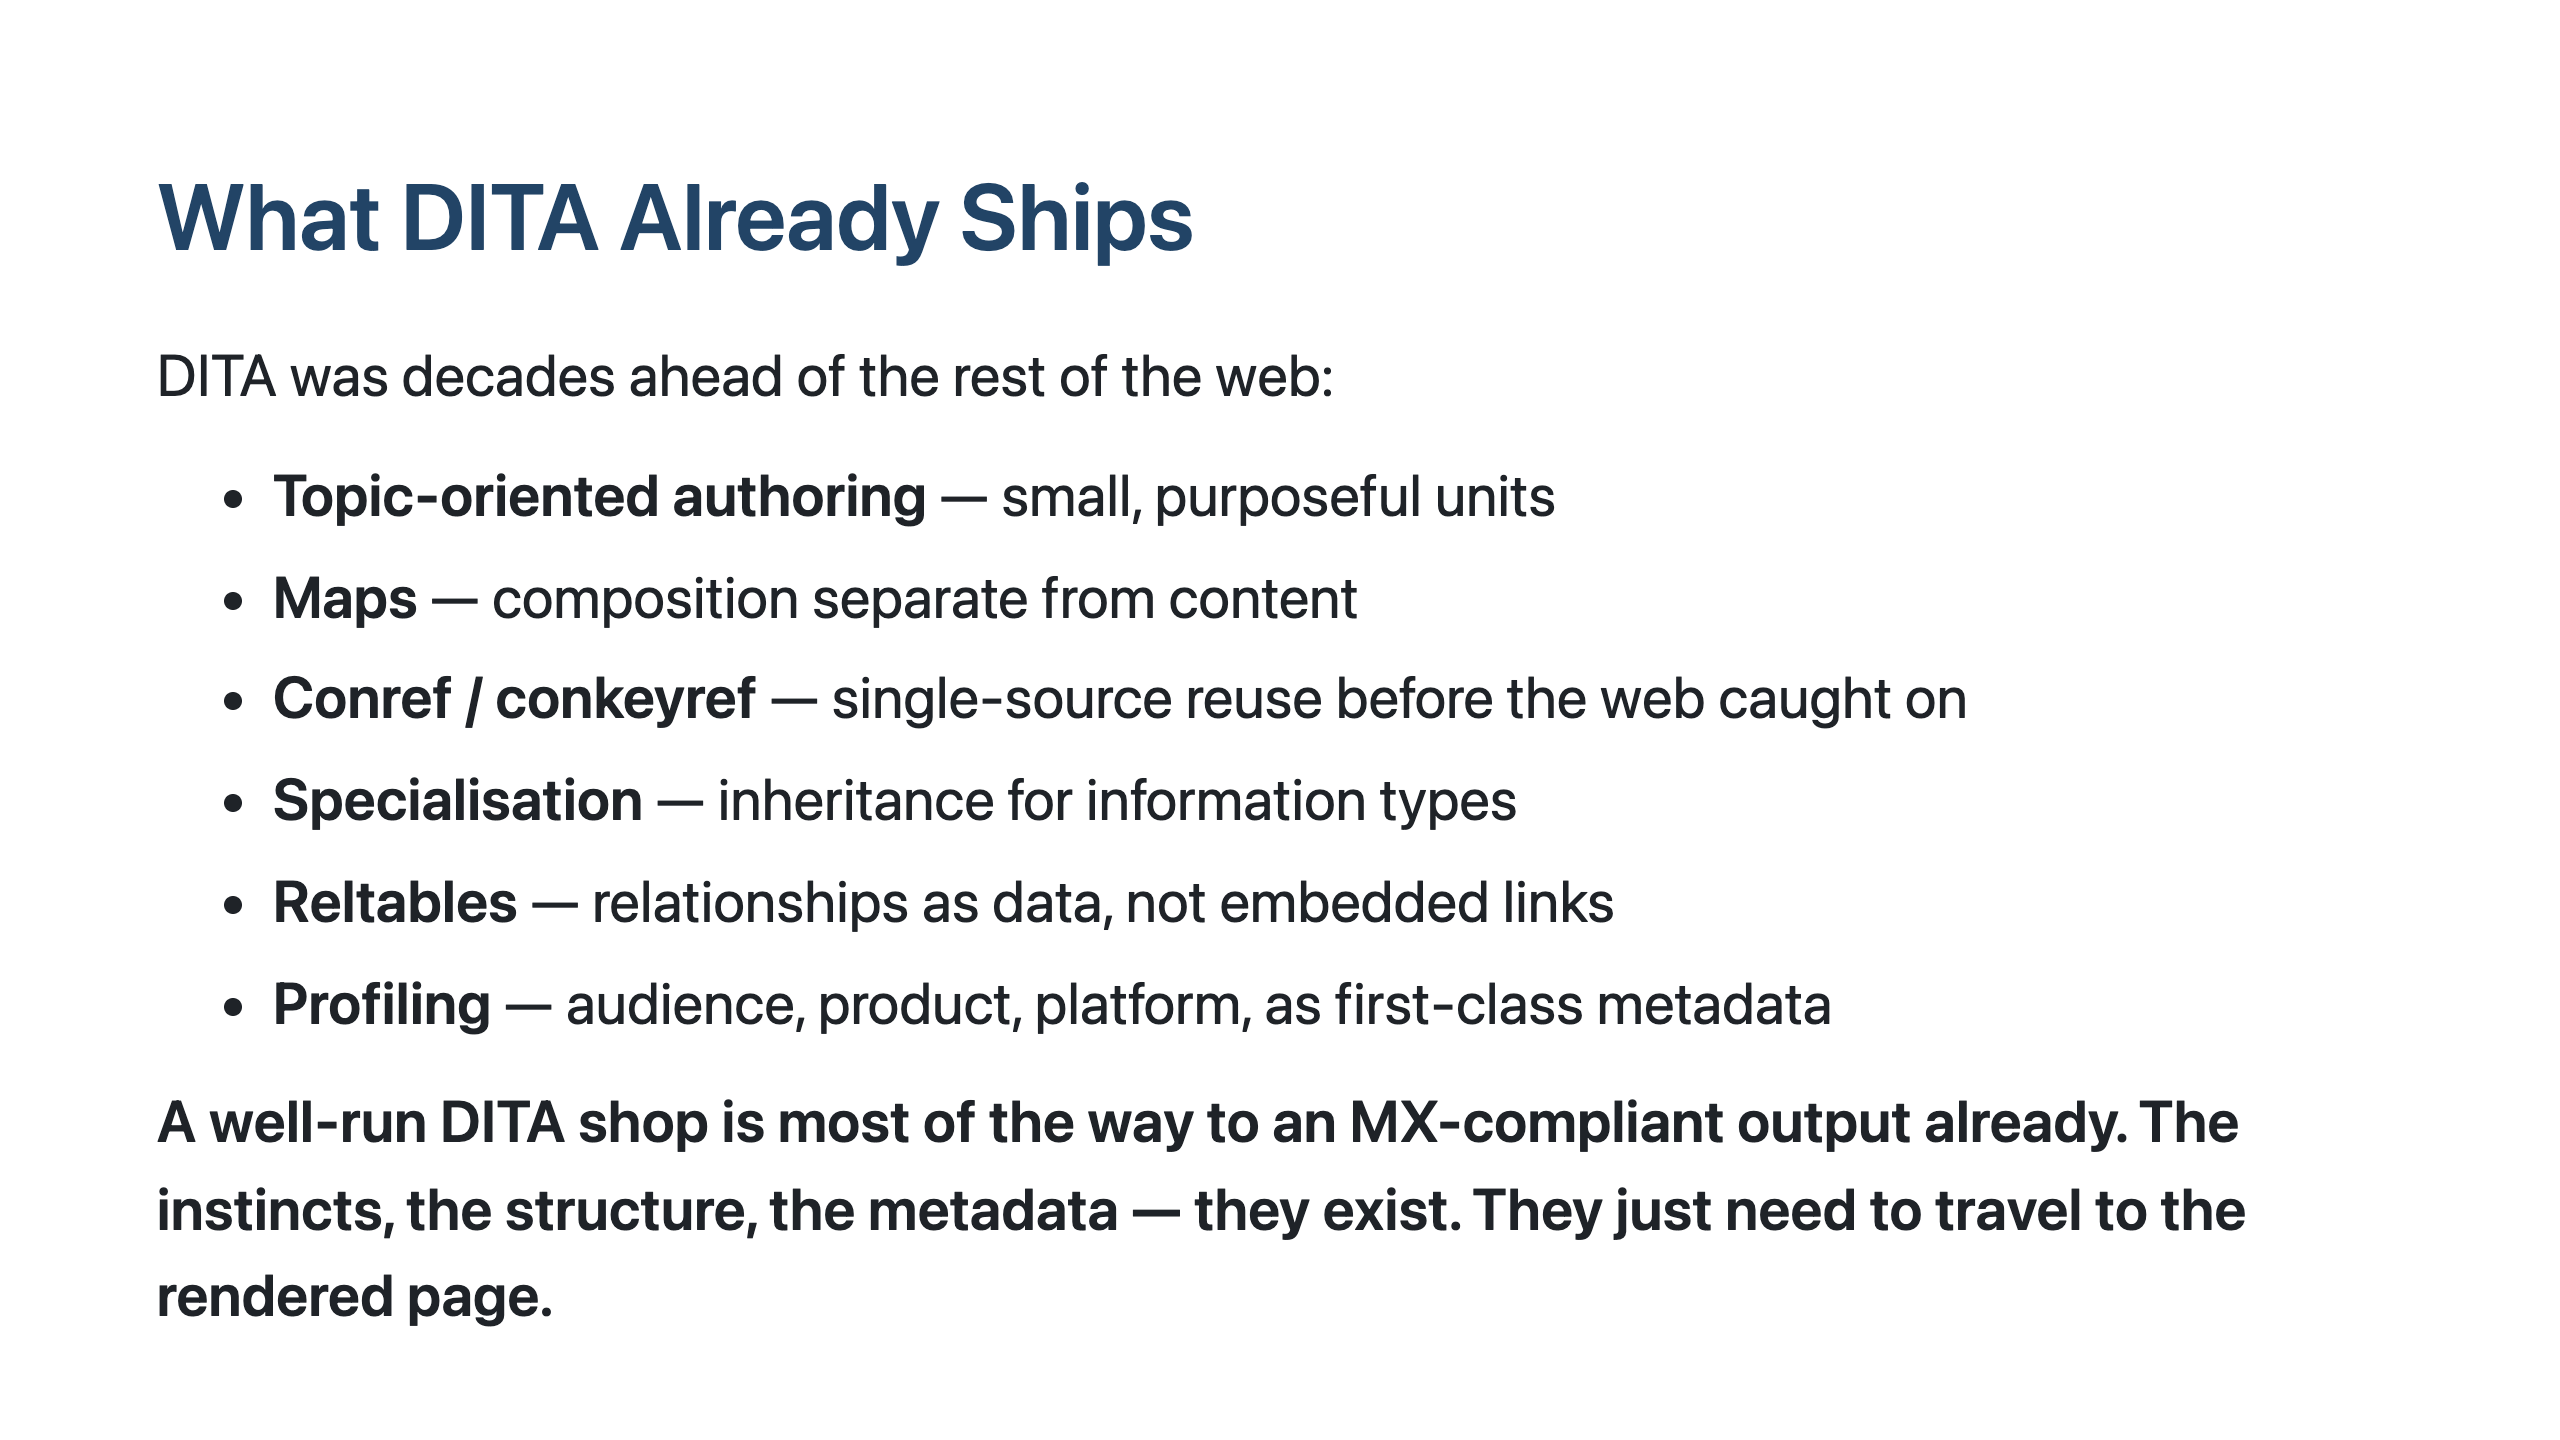 What DITA Already Ships
DITA was decades ahead of the rest of the web:
• Topic-oriented authoring — small, purposeful units
• Maps — composition separate from content
• Conref / conkeyref — single-source reuse before the web caught on
• Specialisation — inheritance for information types
• Reltables — relationships as data, not embedded links
• Profiling — audience, product, platform, as first-class metadata
A well-run DITA shop is most of the way to an MX-compliant output already. The
instincts, the structure, the metadata — they exist. They just need to travel to the
rendered page.